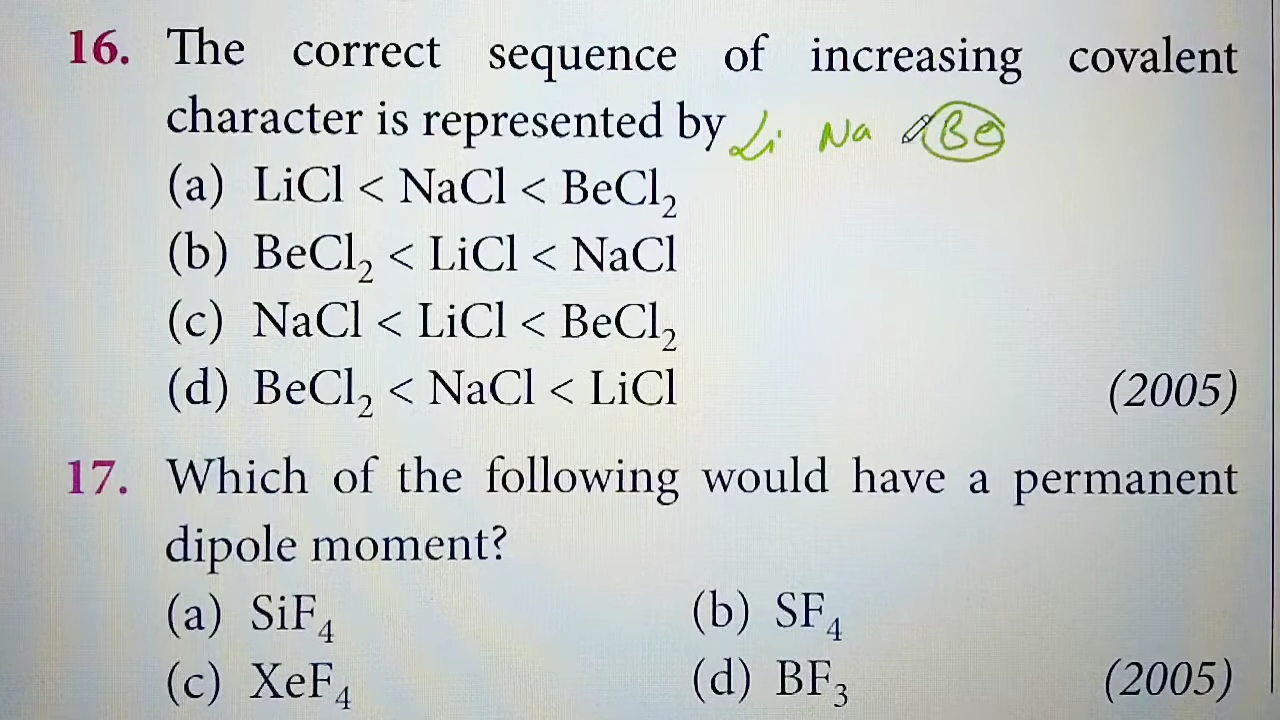 16. The correct sequence of increasing covalent
character is represented by Li Na Be
(a) LiCl < NaCl < BeCl₂
(b) BeCl₂ < LiCl < NaCl
(c) NaCl < LiCl < BeCl₂
(d) BeCl₂ < NaCl < LiCl (2005)
17. Which of the following would have a permanent
dipole moment?
(a) SiF₄ (b) SF₄
(c) XeF₄ (d) BF₃ (2005)